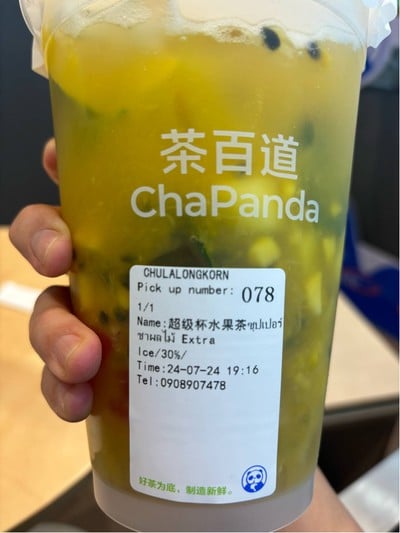 茶百道
ChaPanda
CHULALONGKORN
Pick up number: 078
1/1
Name:超级杯水果茶ซุปเปอร์
ชาผลไม้ Extra
Ice/30%/
Time:24-07-24 19:16
Tel:0908907478
好茶为底，制造新鲜。